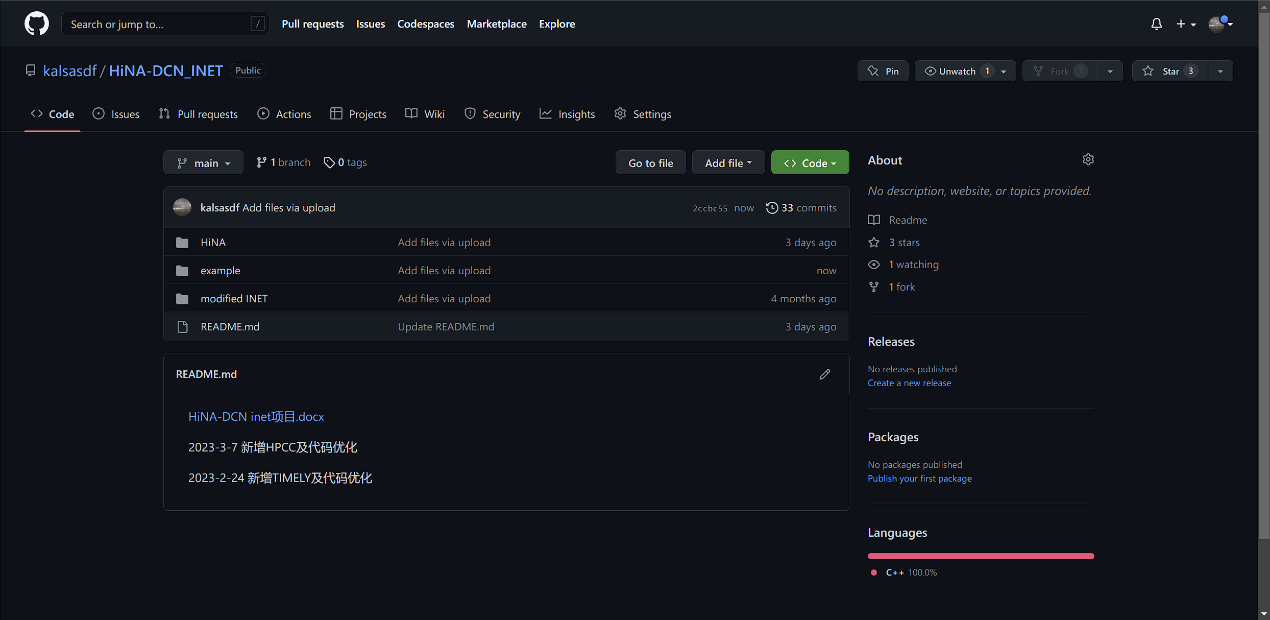 Search or jump to... /
Pull requests Issues Codespaces Marketplace Explore
kalsasdf / HiNA-DCN_INET Public
Pin Unwatch 1 Fork 1 Star 3
Code Issues Pull requests Actions Projects Wiki Security Insights Settings
main 1 branch 0 tags Go to file Add file Code
kalsasdf Add files via upload 2ccbc55 now 33 commits
HiNA Add files via upload 3 days ago
example Add files via upload now
modified INET Add files via upload 4 months ago
README.md Update README.md 3 days ago
README.md
HiNA-DCN inet项目.docx
2023-3-7 新增HPCC及代码优化
2023-2-24 新增TIMELY及代码优化
About
No description, website, or topics provided.
Readme
3 stars
1 watching
1 fork
Releases
No releases published
Create a new release
Packages
No packages published
Publish your first package
Languages
C++ 100.0%